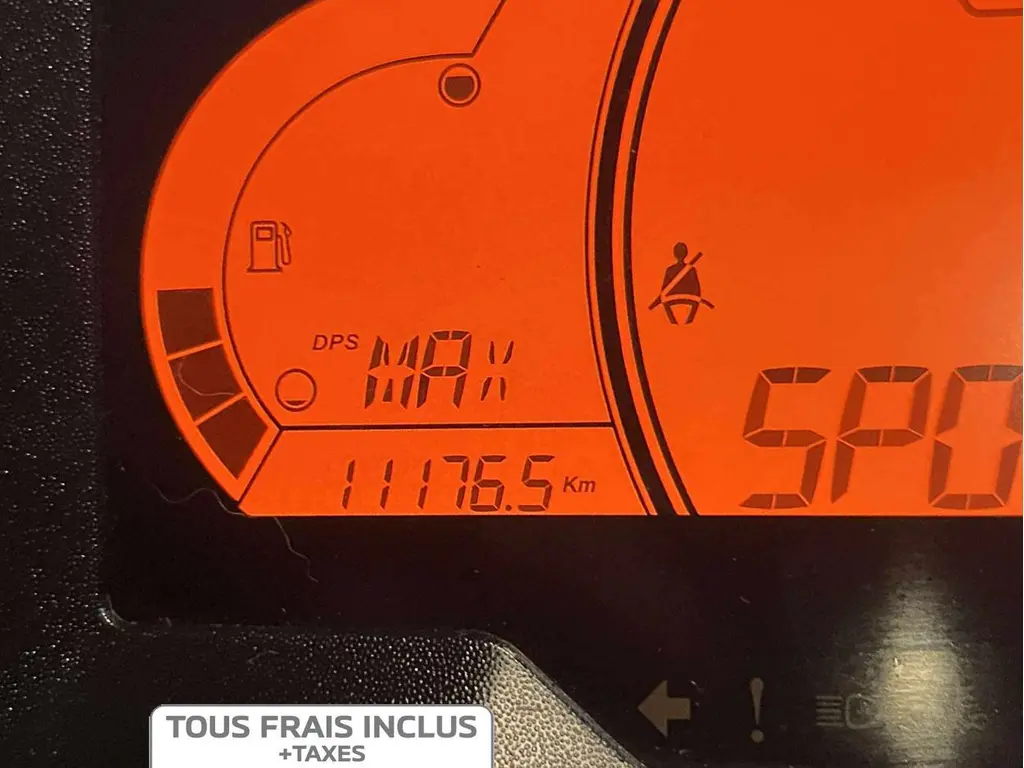 DPS MAX
11176.5 Km
SPO
TOUS FRAIS INCLUS
+TAXES